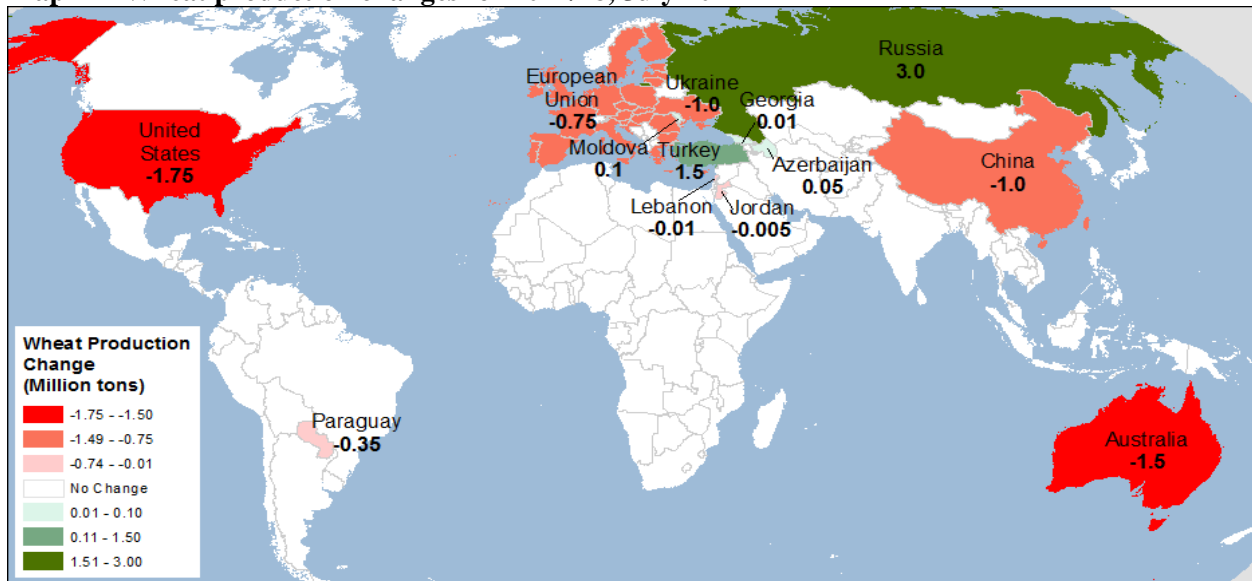 Russia
3.0
European
Union
-0.75
Ukraine
-1.0
Georgia
0.01
United
States
-1.75
Moldova
0.1
Turkey
1.5
Azerbaijan
0.05
China
-1.0
Lebanon
-0.01
Jordan
-0.005
Paraguay
-0.35
Australia
-1.5
Wheat Production
Change
(Million tons)
-1.75 - -1.50
-1.49 - -0.75
-0.74 - -0.01
No Change
0.01 - 0.10
0.11 - 1.50
1.51 - 3.00